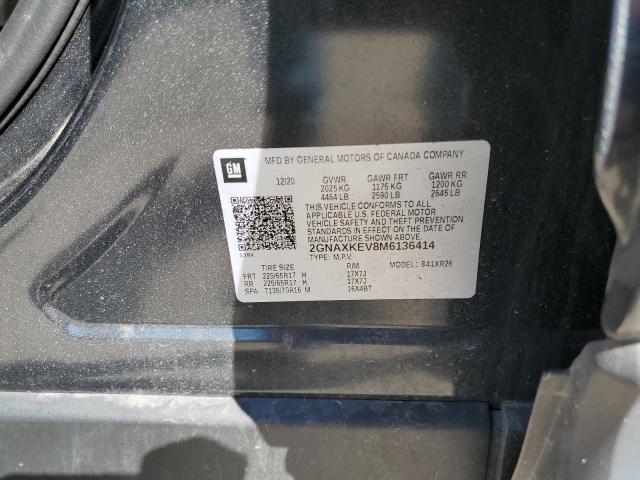 GM
MFD BY GENERAL MOTORS OF CANADA COMPANY
12/20 GVWR GAWR FRT GAWR RR
2025 KG 1175 KG 1200 KG
4464 LB 2590 LB 2645 LB
THIS VEHICLE CONFORMS TO ALL
APPLICABLE U.S. FEDERAL MOTOR
VEHICLE SAFETY AND THEFT PREVENTION
STANDARDS IN EFFECT ON THE DATE OF
MANUFACTURE SHOWN ABOVE.
2GNAXKEV8M6136414
TYPE: M.P.V. MODEL: 841XR26
TIRE SIZE RIM
FRT 225/65R17 H 17X7J
RR 225/65R17 H 17X7J
SPA T135/70R16 M 16X4BT